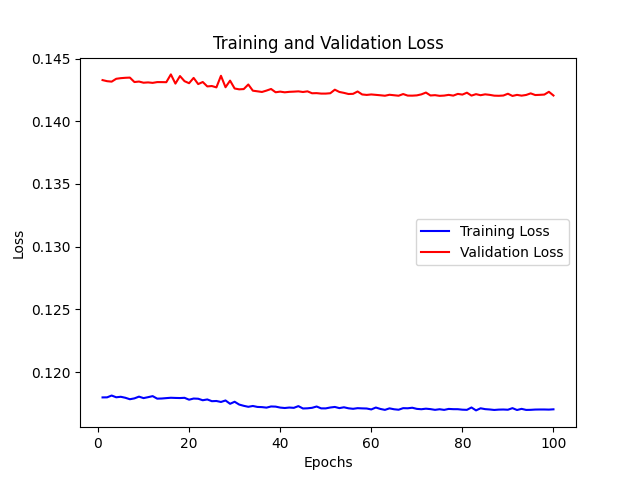 Training and Validation Loss
0.145
0.140
0.135
0.130
0.125
0.120
Loss
Training Loss
Validation Loss
0 20 40 60 80 100
Epochs